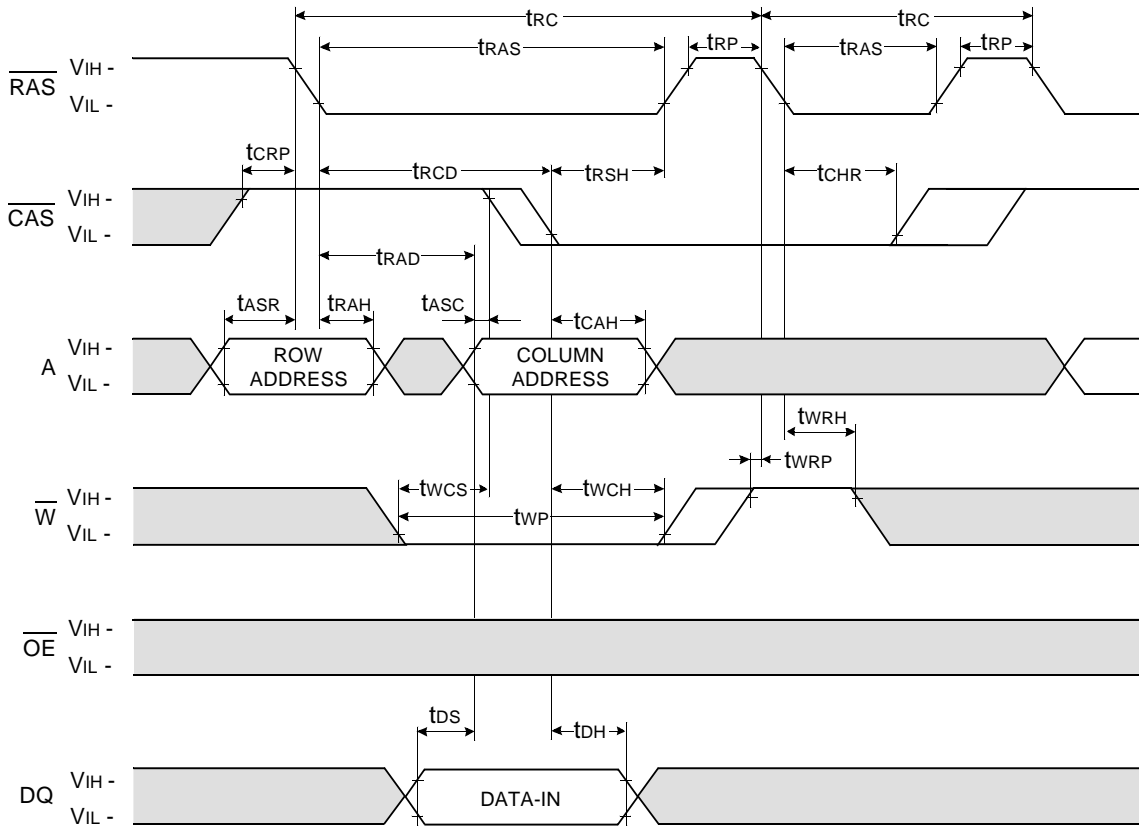 tRC tRC
tRAS tRP tRAS tRP
RAS VIH -
VIL -
tCRP tRCD tRSH tCHR
CAS VIH -
VIL -
tRAD
tASR tRAH tASC tCAH
A VIH -
VIL -
ROW ADDRESS
COLUMN ADDRESS
tWRH
tWRP
tWCS tWCH
tWP
W VIH -
VIL -
OE VIH -
VIL -
tDS tDH
DQ VIH -
VIL -
DATA-IN